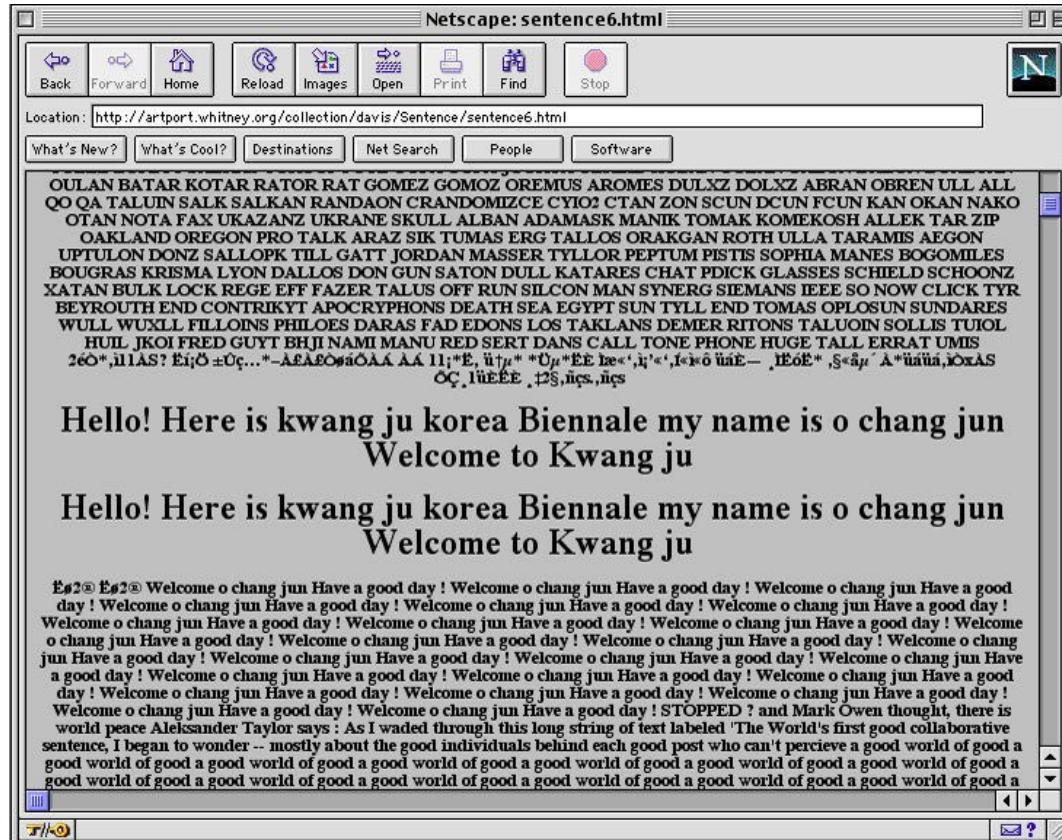 Netscape: sentence6.html
Back Forward Home Reload Images Open Print Find Stop
N
Location: http://artport.whitney.org/collection/davis/Sentence/sentence6.html
What's New? What's Cool? Destinations Net Search People Software
OULAN BATAR KOTAR RATOR RAT GOMEZ GOMOZ OREMUS AROMES DULXZ DOLXZ ABRAN OBREN ULL ALL
QO QA TALUIN SALK SALKAN RANDAON CRANDOMIZCE CYIO2 CTAN ZON SCUN DCUN FCUN KAN OKAN NAKO
OTAN NOTA FAX UKAZANZ UKRANE SKULL ALBAN ADAMASK MANIK TOMAK KOMEKOSH ALLEK TAR ZIP
OAKLAND OREGON PRO TALK ARAZ SIK TUMAS ERG TALLOS ORAKGAN ROTH ULLA TARAMIS AEGON
UPTULON DONZ SALLOPK TILL GATT JORDAN MASSER TYLLOR PEPTUM PISTIS SOPHIA MANES BOGOMILES
BOUGRAS KRISMA LYON DALLOS DON GUN SATON DULL KATARES CHAT PDICK GLASSES SCHIELD SCHOONZ
XATAN BULK LOCK REGE EFF FAZER TALUS OFF RUN SILCON MAN SYNERG SIEMANS IEEE SO NOW CLICK TYR
BEYROUTH END CONTRIKYT APOCRYPHONS DEATH SEA EGYPT SUN TYLL END TOMAS OPLOSUN SUNDARES
WULL WUXLL FILLOINS PHILOES DARAS FAD EDONS LOS TAKLANS DEMER RITONS TALUOIN SOLLIS TUIOL
HUIL JKOI FRED GUYT BHJI NAMI MANU RED SERT DANS CALL TONE PHONE HUGE TALL ERRAT UMIS
Hello! Here is kwang ju korea Biennale my name is o chang jun
Welcome to Kwang ju
Hello! Here is kwang ju korea Biennale my name is o chang jun
Welcome to Kwang ju
Ëø2® Ëø2® Welcome o chang jun Have a good day ! Welcome o chang jun Have a good day ! Welcome o chang jun Have a good
day ! Welcome o chang jun Have a good day ! Welcome o chang jun Have a good day ! Welcome o chang jun Have a good day !
Welcome o chang jun Have a good day ! Welcome o chang jun Have a good day ! Welcome o chang jun Have a good day ! Welcome
o chang jun Have a good day ! Welcome o chang jun Have a good day ! Welcome o chang jun Have a good day ! Welcome o chang
jun Have a good day ! Welcome o chang jun Have a good day ! Welcome o chang jun Have a good day ! Welcome o chang jun Have
a good day ! Welcome o chang jun Have a good day ! Welcome o chang jun Have a good day ! Welcome o chang jun Have a good
day ! Welcome o chang jun Have a good day ! Welcome o chang jun Have a good day ! Welcome o chang jun Have a good day !
Welcome o chang jun Have a good day ! Welcome o chang jun Have a good day ! STOPPED ? and Mark Owen thought, there is
world peace Aleksander Taylor says : As I waded through this long string of text labeled 'The World's first good collaborative
sentence, I began to wonder -- mostly about the good individuals behind each good post who can't percieve a good world of good a
good world of good a good world of good a good world of good a good world of good a good world of good a good world of good a
good world of good a good world of good a good world of good a good world of good a good world of good a good world of good a